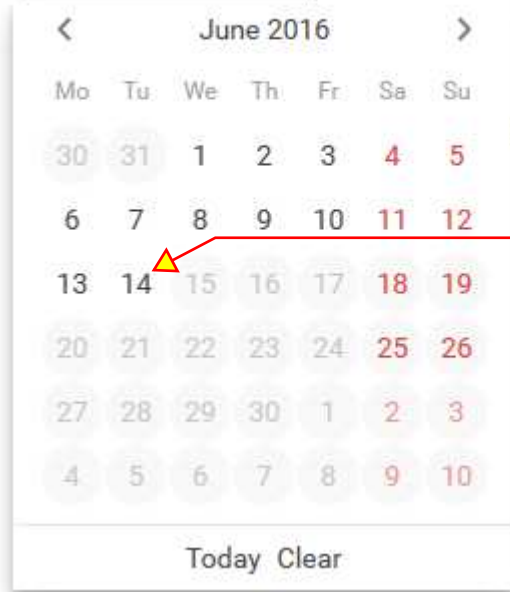 < June 2016 >
Mo Tu We Th Fr Sa Su
30 31 1 2 3 4 5
6 7 8 9 10 11 12
13 14 15 16 17 18 19
20 21 22 23 24 25 26
27 28 29 30 1 2 3
4 5 6 7 8 9 10
Today Clear